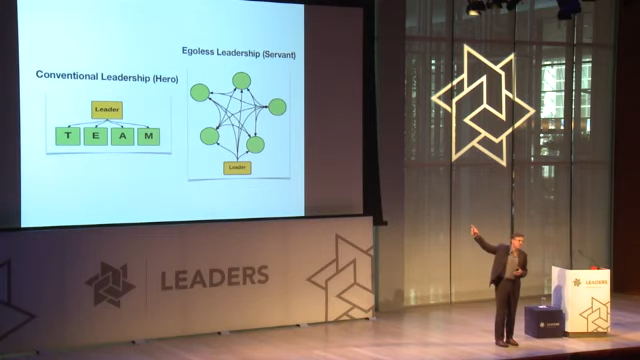 Egoless Leadership (Servant)
Conventional Leadership (Hero)
Leader
T E A M
Leader
LEADERS
LEADERS